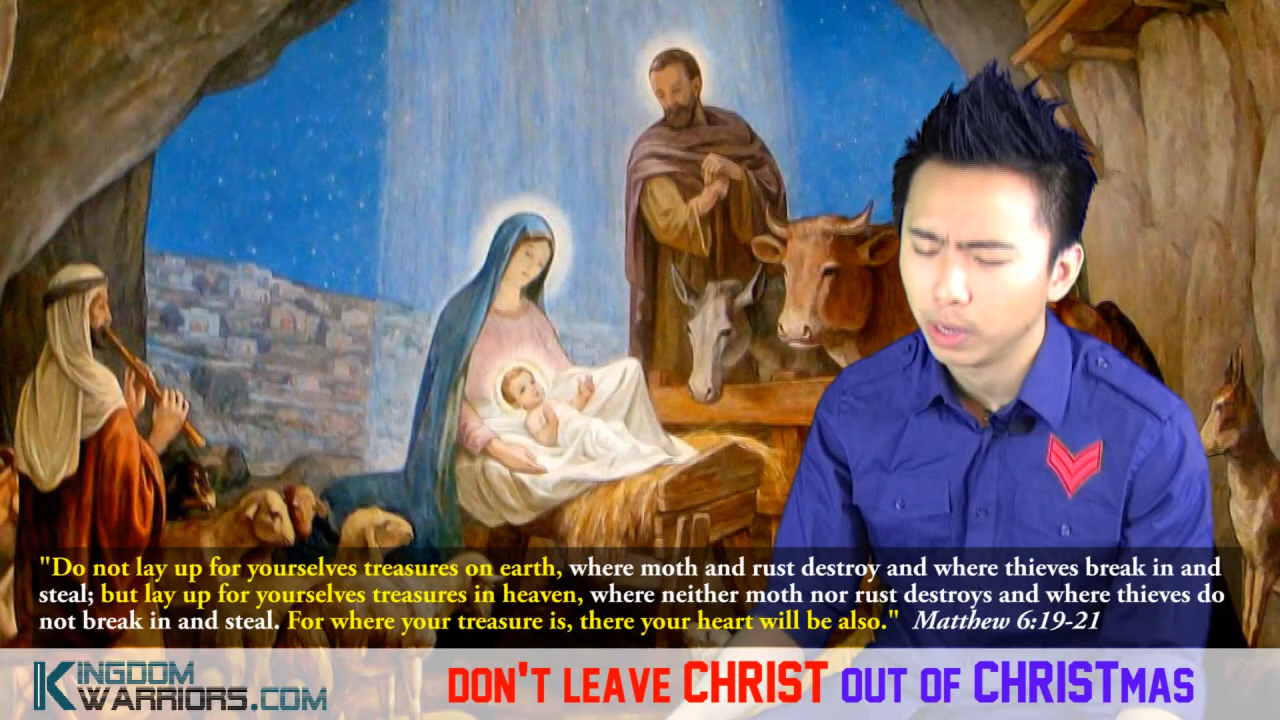 "Do not lay up for yourselves treasures on earth, where moth and rust destroy and where thieves break in and
steal; but lay up for yourselves treasures in heaven, where neither moth nor rust destroys and where thieves do
not break in and steal. For where your treasure is, there your heart will be also." Matthew 6:19-21
KINGDOM
WARRIORS.COM
DON'T LEAVE CHRIST OUT OF CHRISTMAS